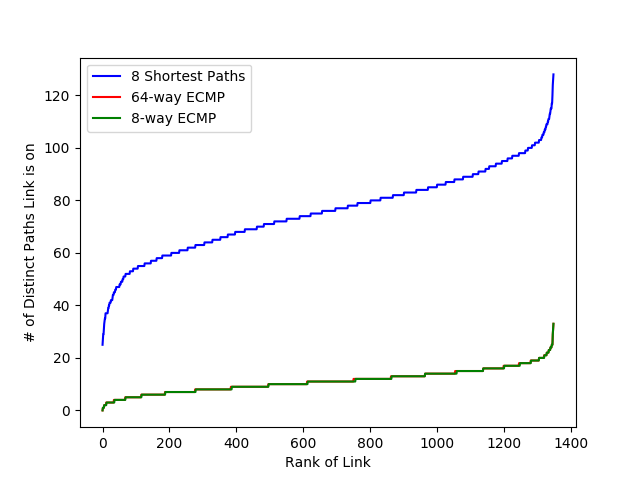 8 Shortest Paths
64-way ECMP
8-way ECMP
# of Distinct Paths Link is on
120
100
80
60
40
20
0
0 200 400 600 800 1000 1200 1400
Rank of Link